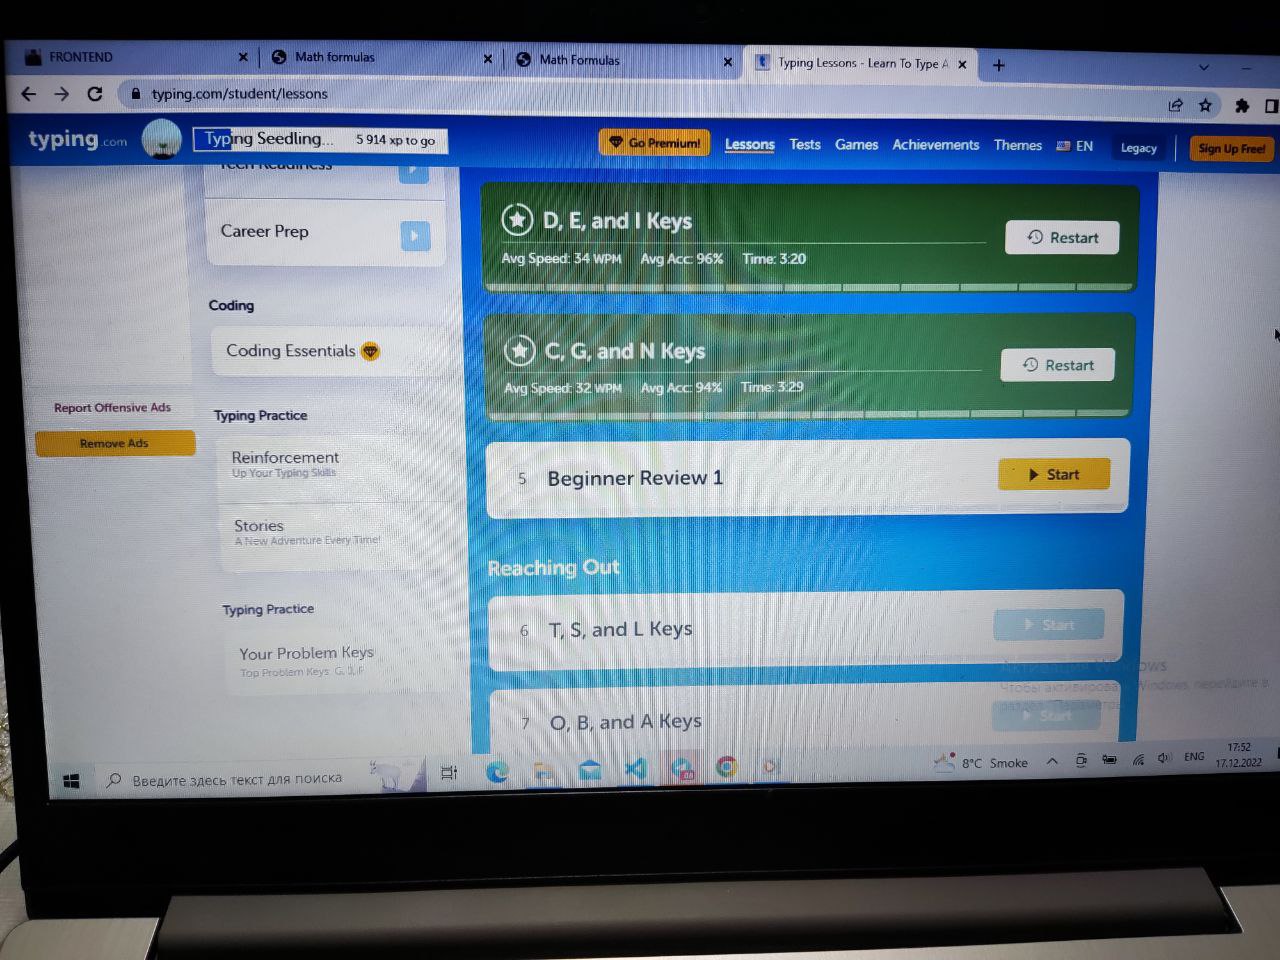 FRONTEND
Math formulas
Math Formulas
Typing Lessons - Learn To Type A
typing.com/student/lessons
typing.com
Typing Seedling...
5 914 xp to go
Go Premium!
Lessons
Tests
Games
Achievements
Themes
EN
Legacy
Sign Up Free!
Tech Readiness
Career Prep
Coding
Coding Essentials
Report Offensive Ads
Remove Ads
Typing Practice
Reinforcement
Up Your Typing Skills
Stories
A New Adventure Every Time!
Typing Practice
Your Problem Keys
Top Problem Keys: G, J, F
D, E, and I Keys
Avg Speed: 34 WPM Avg Acc: 96% Time: 3:20
Restart
C, G, and N Keys
Avg Speed: 32 WPM Avg Acc: 94% Time: 3:29
Restart
5 Beginner Review 1
Start
Reaching Out
6 T, S, and L Keys
Start
7 O, B, and A Keys
Start
Активация Windows
Чтобы активировать Windows, перейдите в
раздел "Параметры
Введите здесь текст для поиска
8°C Smoke
ENG
17:52
17.12.2022